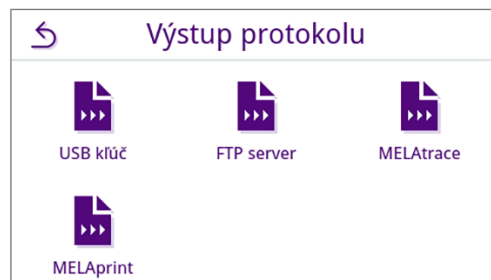 Výstup protokolu
USB kľúč
FTP server
MELAtrace
MELAprint